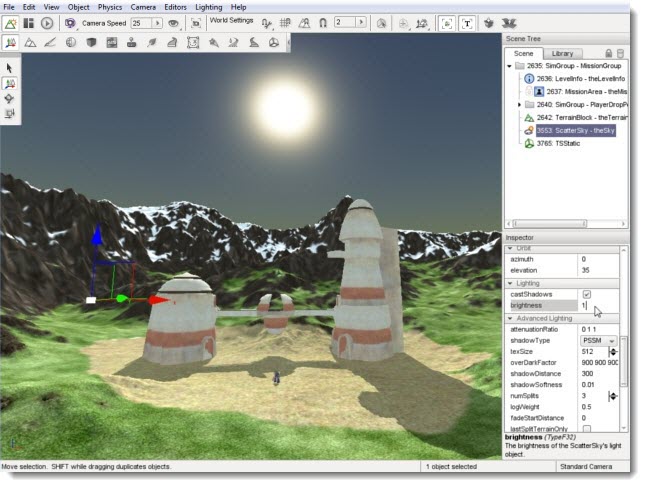 File Edit View Object Physics Camera Editors Lighting Help
Camera Speed 25 World Settings 2
T
Scene Tree
Scene Library
2635: SimGroup - MissionGroup
2636: LevelInfo - theLevelInfo
2637: MissionArea - theMis
2640: SimGroup - PlayerDropP
2642: TerrainBlock - theTerrain
3553: ScatterSky - theSky
3765: TSStatic
Inspector
Orbit
azimuth 0
elevation 35
Lighting
castShadows
brightness 1
Advanced Lighting
attenuationRatio 0 1 1
shadowType PSSM
texSize 512
overDarkFactor 900 900 900
shadowDistance 300
shadowSoftness 0.01
numSplits 3
logWeight 0.5
fadeStartDistance 0
lastSplitTerrainOnly
brightness (TypeF32)
The brightness of the ScatterSky's light
object.
Move selection. SHIFT while dragging duplicates objects. 1 object selected Standard Camera